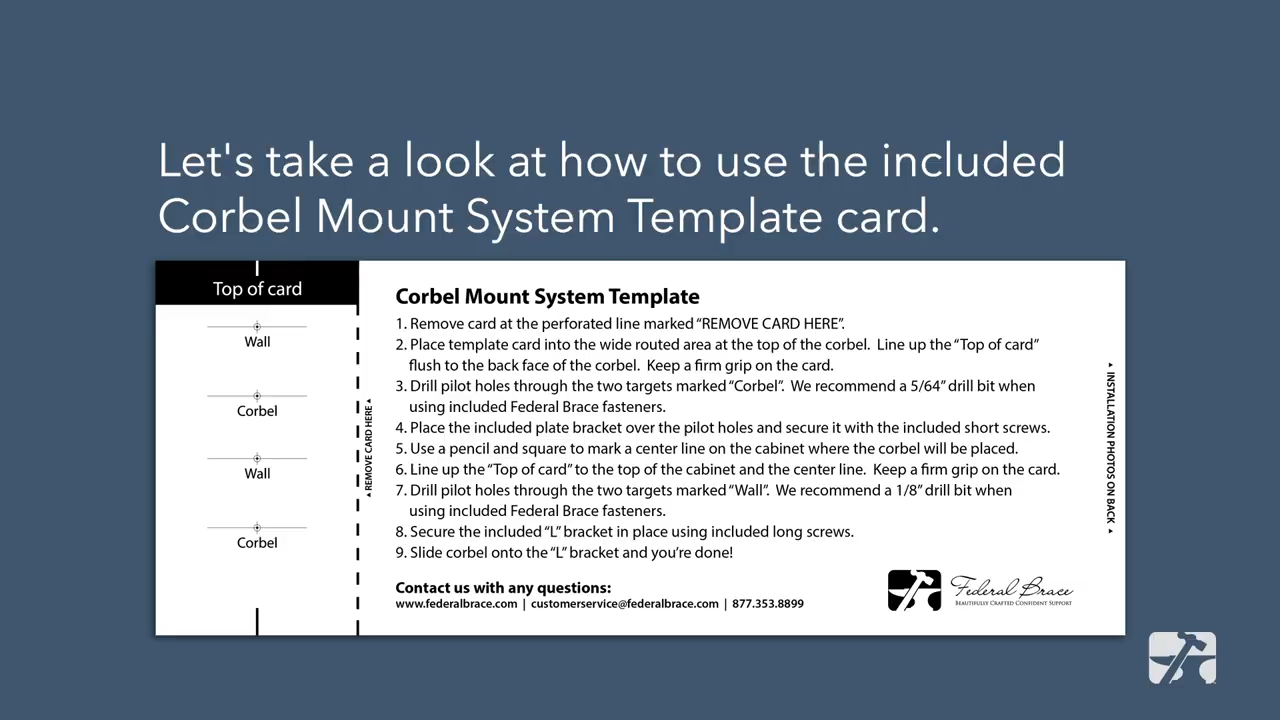 Let's take a look at how to use the included
Corbel Mount System Template card.
Top of card
Wall
Corbel
Wall
Corbel
▲ REMOVE CARD HERE ▲
Corbel Mount System Template
1. Remove card at the perforated line marked “REMOVE CARD HERE”.
2. Place template card into the wide routed area at the top of the corbel. Line up the “Top of card”
flush to the back face of the corbel. Keep a firm grip on the card.
3. Drill pilot holes through the two targets marked “Corbel”. We recommend a 5/64” drill bit when
using included Federal Brace fasteners.
4. Place the included plate bracket over the pilot holes and secure it with the included short screws.
5. Use a pencil and square to mark a center line on the cabinet where the corbel will be placed.
6. Line up the “Top of card” to the top of the cabinet and the center line. Keep a firm grip on the card.
7. Drill pilot holes through the two targets marked “Wall”. We recommend a 1/8” drill bit when
using included Federal Brace fasteners.
8. Secure the included “L” bracket in place using included long screws.
9. Slide corbel onto the “L” bracket and you’re done!
Contact us with any questions:
www.federalbrace.com | customerservice@federalbrace.com | 877.353.8899
Federal Brace
BEAUTIFULLY CRAFTED CONFIDENT SUPPORT
▲ INSTALLATION PHOTOS ON BACK ▲